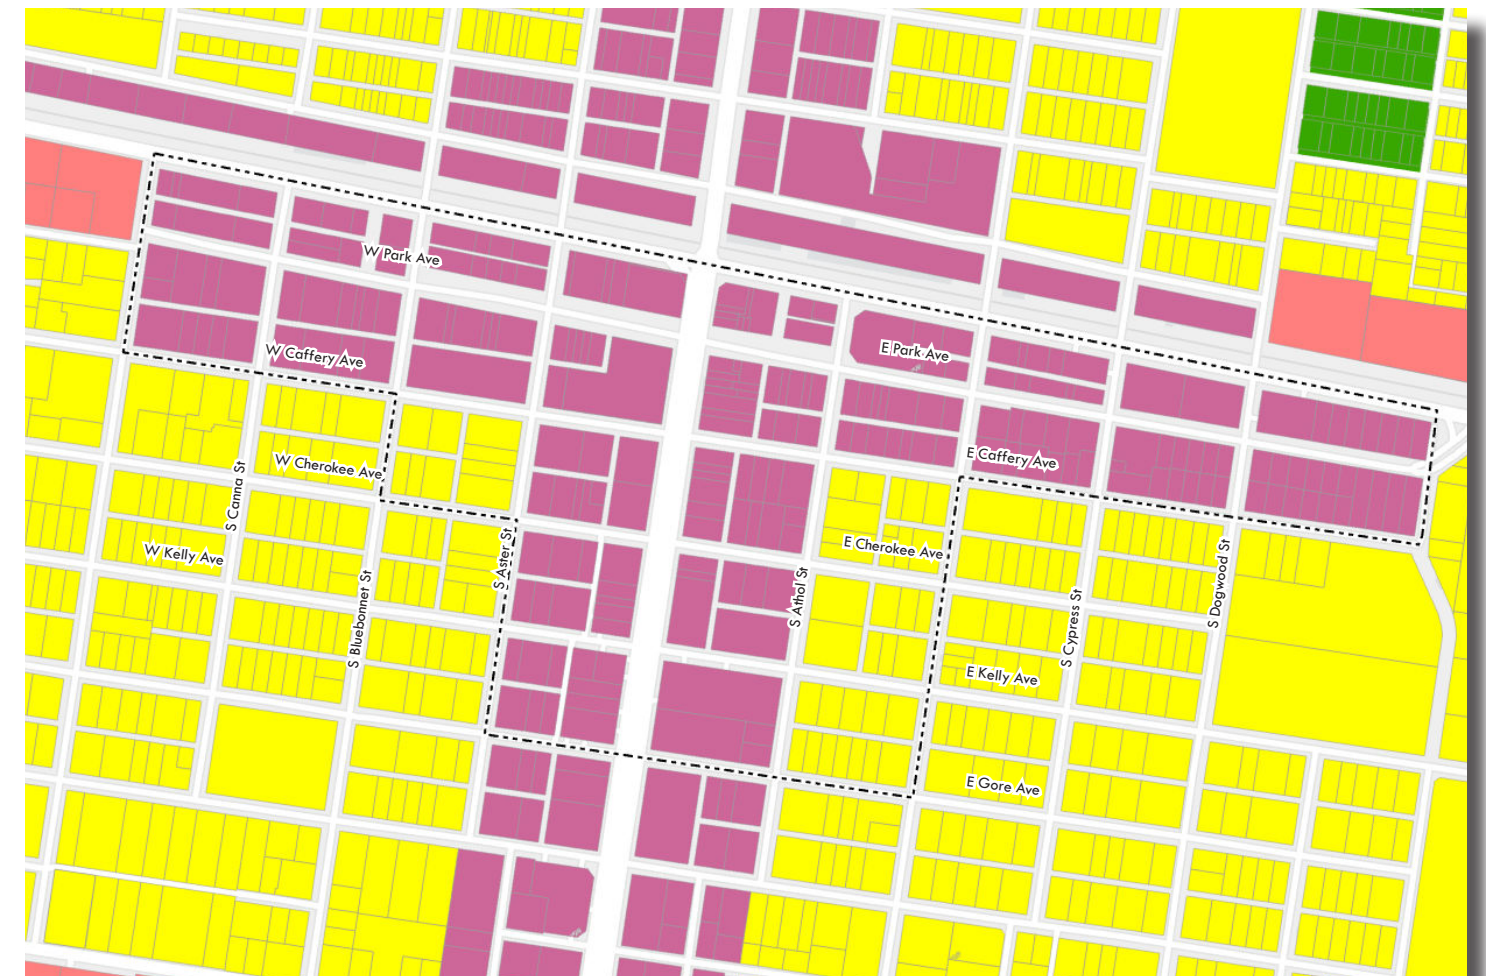 W Park Ave
E Park Ave
W Caffery Ave
E Caffery Ave
W Cherokee Ave
S Canna St
E Cherokee Ave
W Kelly Ave
S Aster St
S Athol St
S Dogwood St
S Bluebonnet St
S Cypress St
E Kelly Ave
E Gore Ave